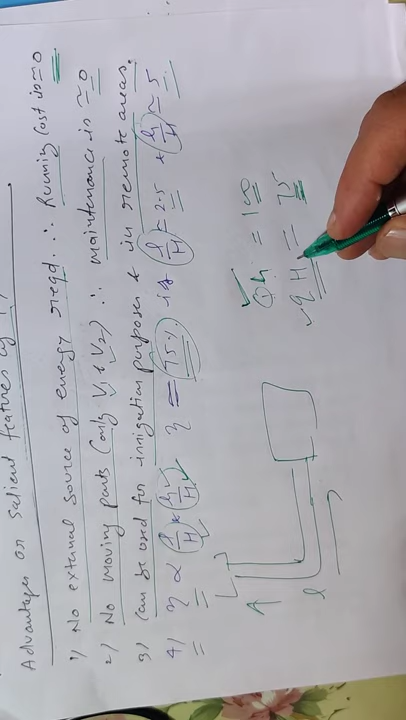 Advantages or salient features of
1) No external source of energy reqd. ∴ Running cost is ≈ 0
2) No moving parts (only V1 & V2) ∴ maintenance is ≈ 0
3) Can be used for irrigation purposes & in remote areas.
4) η α (l/H) & (h/H) η = 75% if (l/H) = 2.5 & (h/H) ≈ 5
Qh = 100
qH = 75
A
l